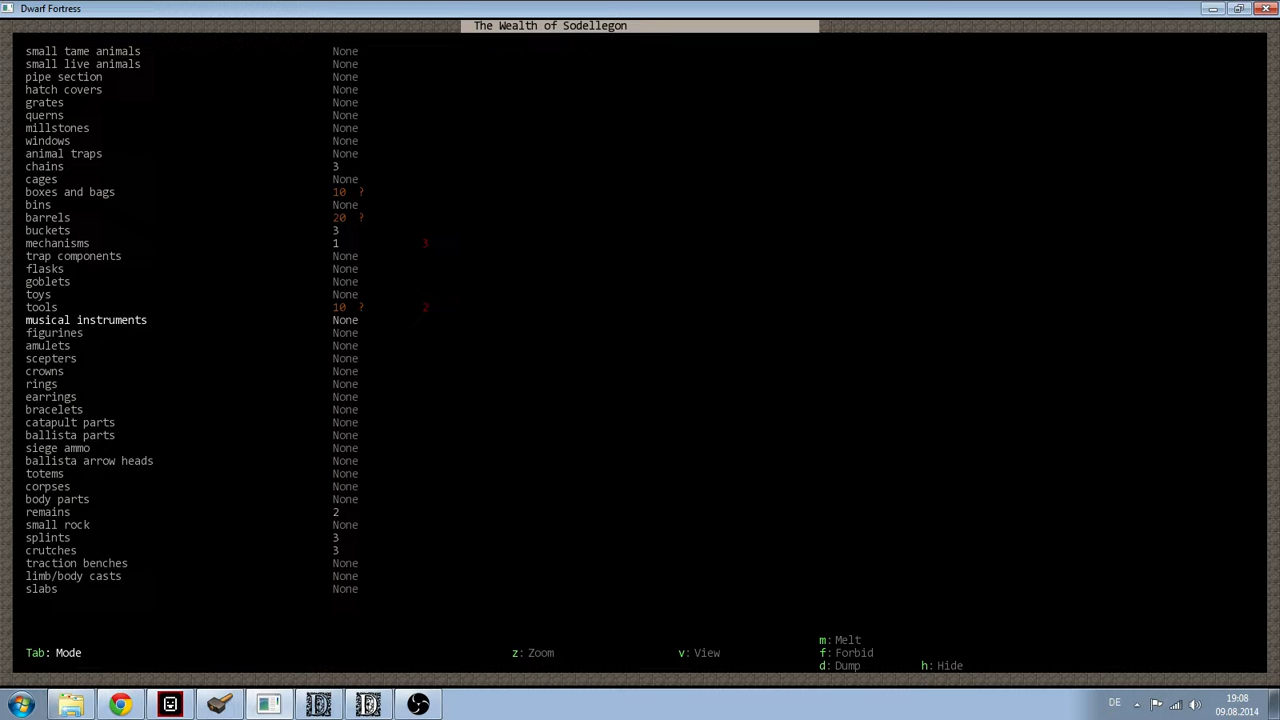 Dwarf Fortress
The Wealth of Sodellegon
small tame animals None
small live animals None
pipe section None
hatch covers None
grates None
querns None
millstones None
windows None
animal traps None
chains 3
cages None
boxes and bags 10 ?
bins None
barrels 20 ?
buckets 3
mechanisms 1 3
trap components None
flasks None
goblets None
toys None
tools 10 ? 2
musical instruments None
figurines None
amulets None
scepters None
crowns None
rings None
earrings None
bracelets None
catapult parts None
ballista parts None
siege ammo None
ballista arrow heads None
totems None
corpses None
body parts None
remains 2
small rock None
splints 3
crutches 3
traction benches None
limb/body casts None
slabs None
m: Melt
Tab: Mode z: Zoom v: View f: Forbid
d: Dump h: Hide
DE 19:08
09.08.2014